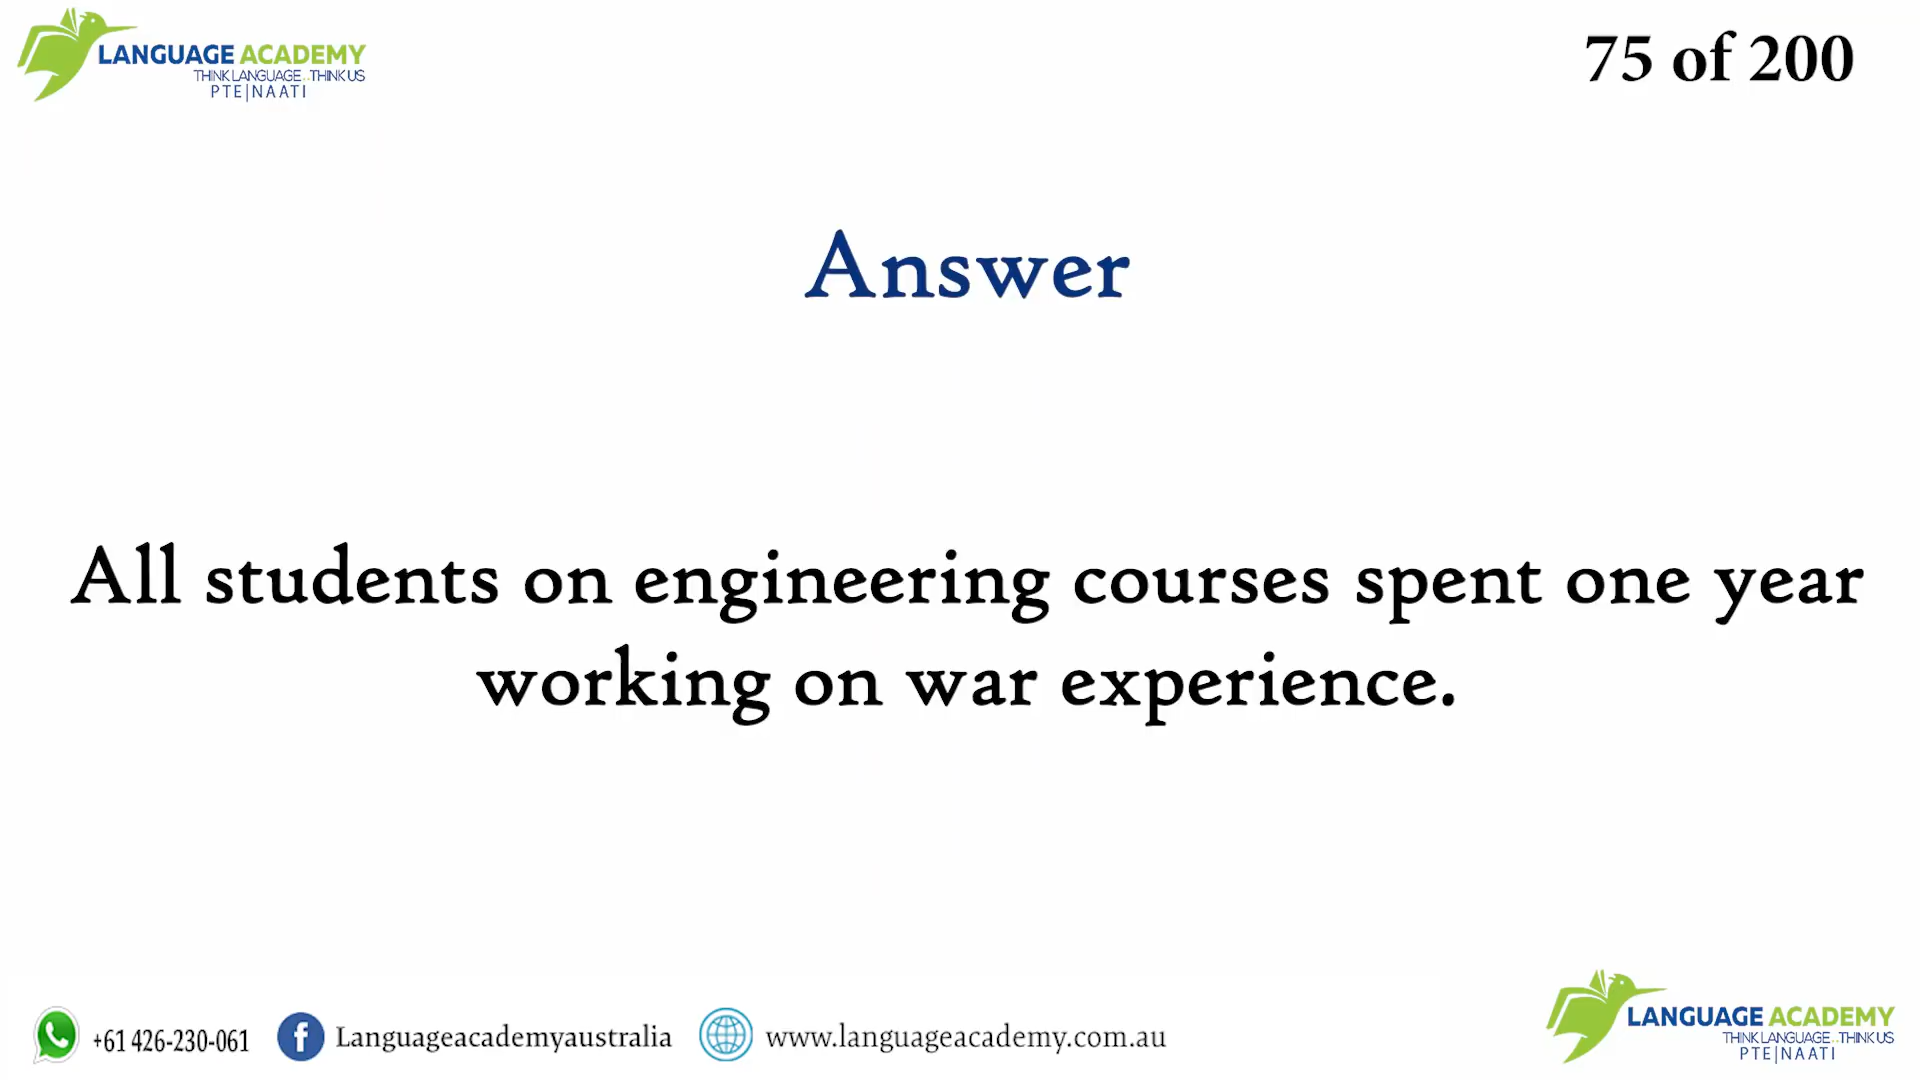 LANGUAGE ACADEMY
THINK LANGUAGE..THINK US
PTE|NAATI
75 of 200
Answer
All students on engineering courses spent one year
working on war experience.
+61 426-230-061
Languageacademyaustralia
www.languageacademy.com.au
LANGUAGE ACADEMY
THINK LANGUAGE..THINK US
PTE|NAATI